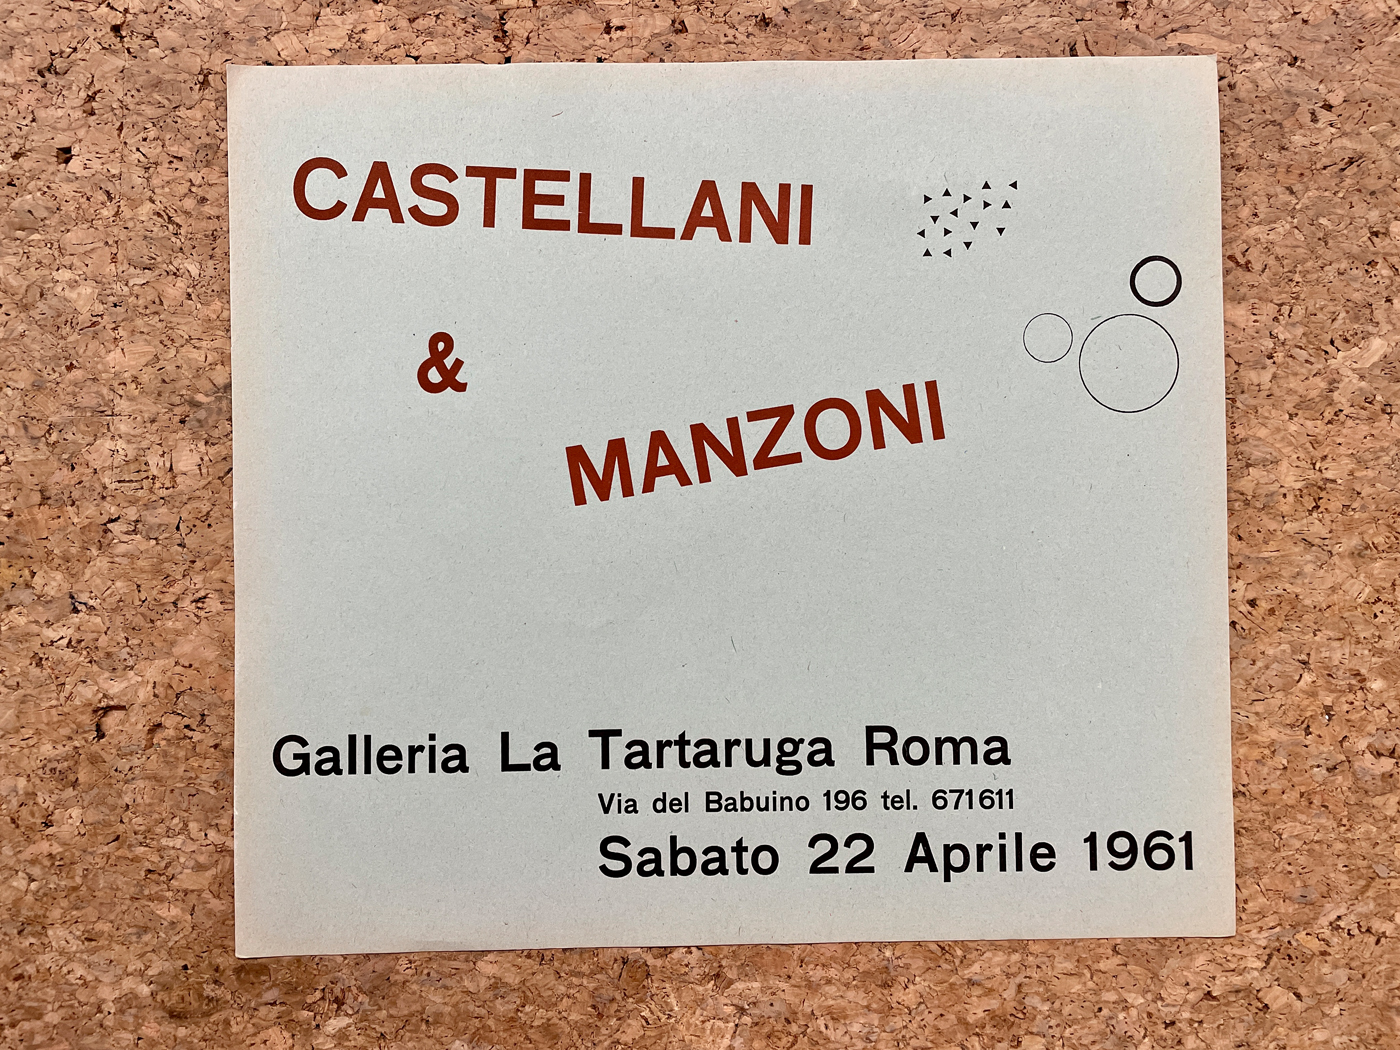 CASTELLANI
&
MANZONI
Galleria La Tartaruga Roma
Via del Babuino 196 tel. 671611
Sabato 22 Aprile 1961